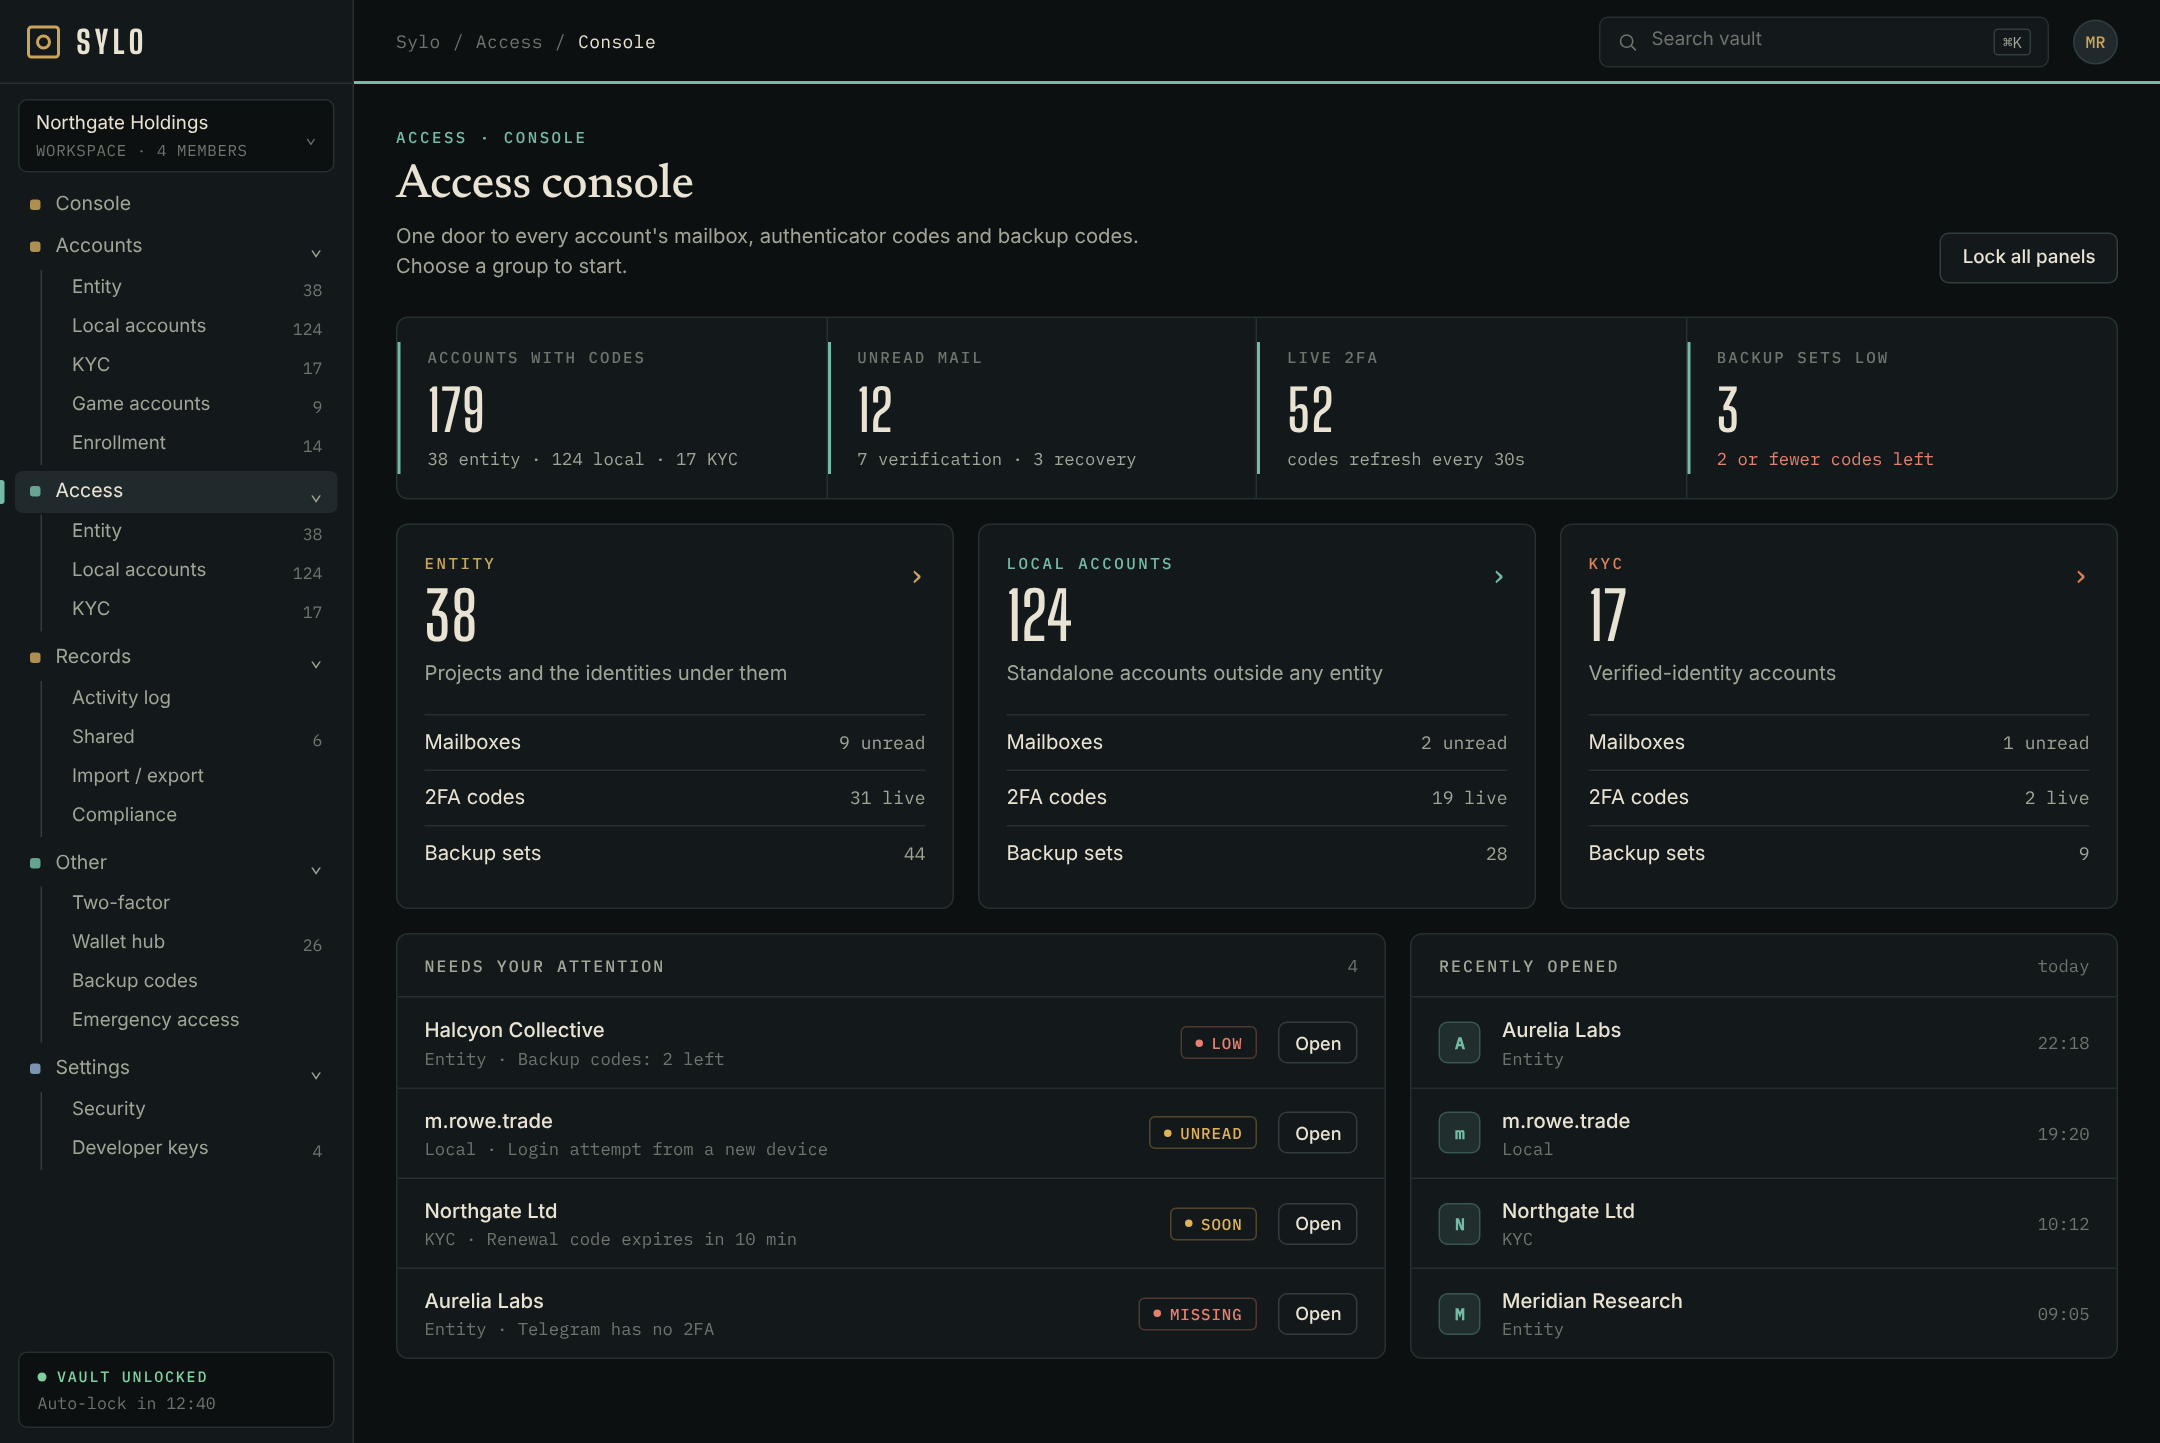 SYLO
Northgate Holdings
WORKSPACE · 4 MEMBERS
Console
Accounts
Entity 38
Local accounts 124
KYC 17
Game accounts 9
Enrollment 14
Access
Entity 38
Local accounts 124
KYC 17
Records
Activity log
Shared 6
Import / export
Compliance
Other
Two-factor
Wallet hub 26
Backup codes
Emergency access
Settings
Security
Developer keys 4
VAULT UNLOCKED
Auto-lock in 12:40
Sylo / Access / Console
Search vault ⌘K
MR
ACCESS · CONSOLE
Access console
One door to every account's mailbox, authenticator codes and backup codes.
Choose a group to start.
Lock all panels
ACCOUNTS WITH CODES
179
38 entity · 124 local · 17 KYC
UNREAD MAIL
12
7 verification · 3 recovery
LIVE 2FA
52
codes refresh every 30s
BACKUP SETS LOW
3
2 or fewer codes left
ENTITY
38
Projects and the identities under them
Mailboxes 9 unread
2FA codes 31 live
Backup sets 44
LOCAL ACCOUNTS
124
Standalone accounts outside any entity
Mailboxes 2 unread
2FA codes 19 live
Backup sets 28
KYC
17
Verified-identity accounts
Mailboxes 1 unread
2FA codes 2 live
Backup sets 9
NEEDS YOUR ATTENTION 4
Halcyon Collective
Entity · Backup codes: 2 left
LOW Open
m.rowe.trade
Local · Login attempt from a new device
UNREAD Open
Northgate Ltd
KYC · Renewal code expires in 10 min
SOON Open
Aurelia Labs
Entity · Telegram has no 2FA
MISSING Open
RECENTLY OPENED today
A Aurelia Labs 22:18
Entity
m m.rowe.trade 19:20
Local
N Northgate Ltd 10:12
KYC
M Meridian Research 09:05
Entity